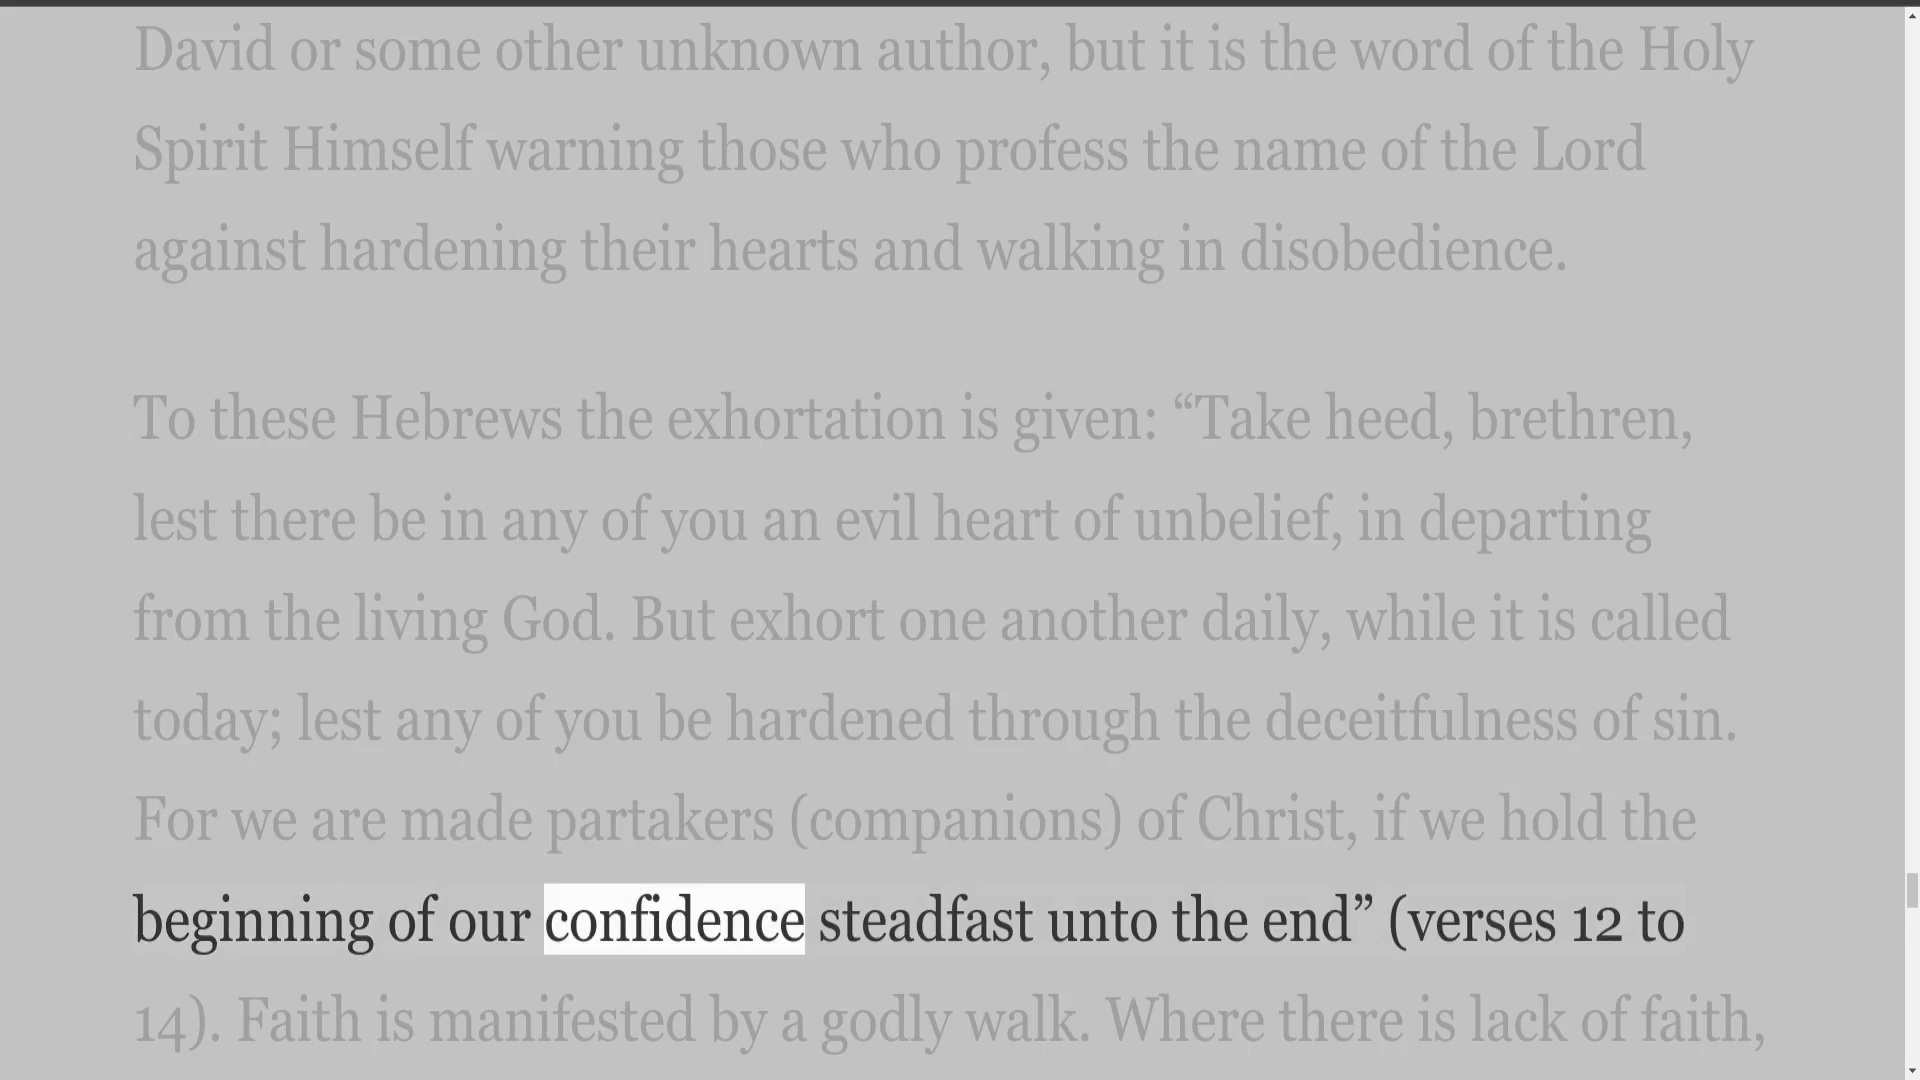 David or some other unknown author, but it is the word of the Holy
Spirit Himself warning those who profess the name of the Lord
against hardening their hearts and walking in disobedience.
To these Hebrews the exhortation is given: “Take heed, brethren,
lest there be in any of you an evil heart of unbelief, in departing
from the living God. But exhort one another daily, while it is called
today; lest any of you be hardened through the deceitfulness of sin.
For we are made partakers (companions) of Christ, if we hold the
beginning of our confidence steadfast unto the end” (verses 12 to
14). Faith is manifested by a godly walk. Where there is lack of faith,